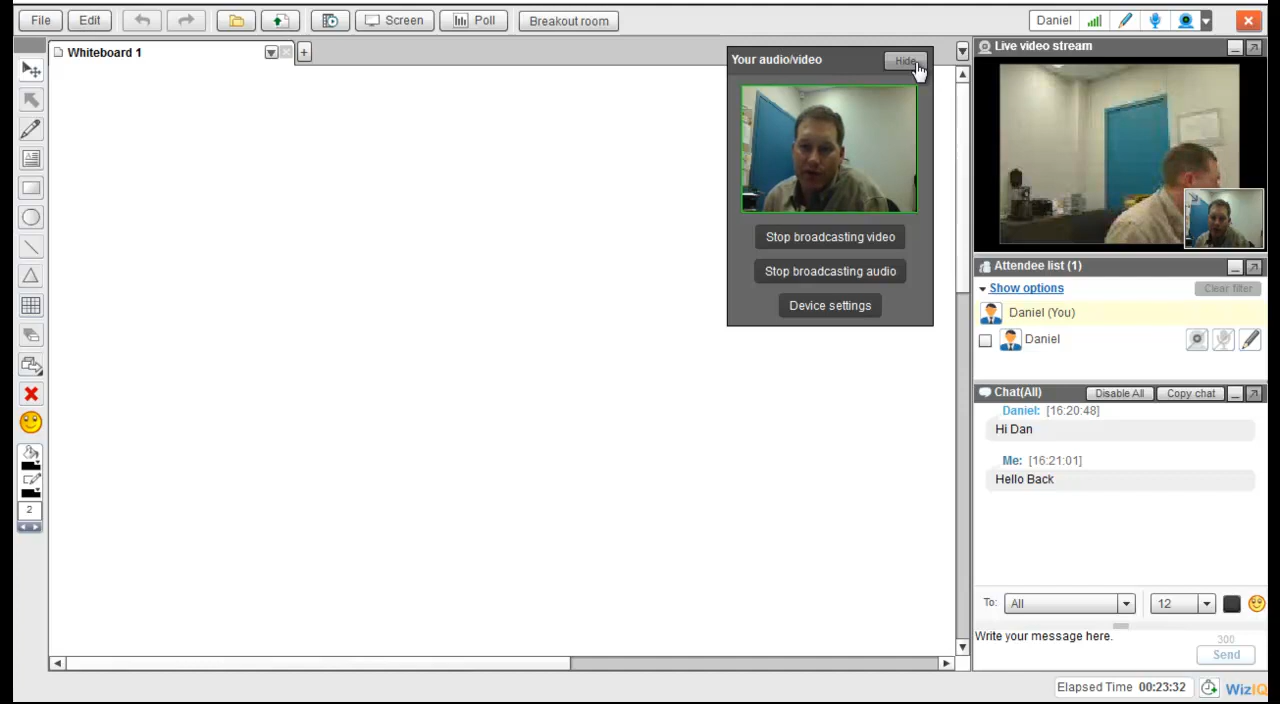 File Edit Screen Poll Breakout room Daniel
Whiteboard 1
+
Your audio/video Hide
Stop broadcasting video
Stop broadcasting audio
Device settings
2
Live video stream
Attendee list (1)
Show options Clear filter
Daniel (You)
Daniel
Chat(All) Disable All Copy chat
Daniel: [16:20:48]
Hi Dan
Me: [16:21:01]
Hello Back
To: All 12
Write your message here.
300
Send
Elapsed Time 00:23:32 WizIQ